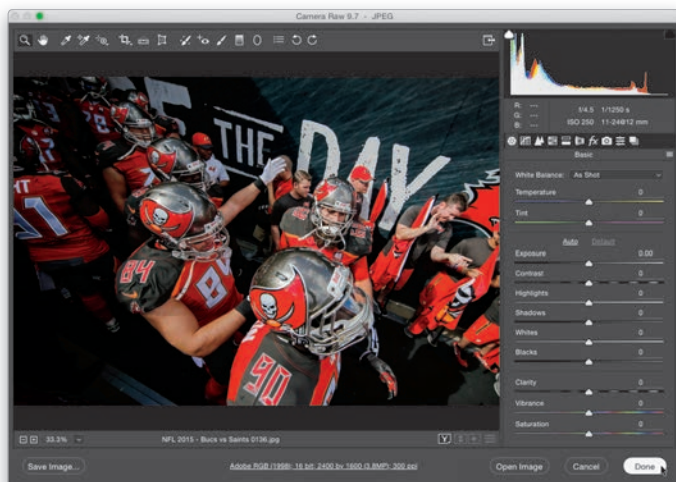 Camera Raw 9.7 - JPEG
R: ---
G: ---
B: ---
f/4.5 1/1250 s
ISO 250 11-24@12 mm
fx
Basic
White Balance: As Shot
Temperature 0
Tint 0
Auto Default
Exposure 0.00
Contrast 0
Highlights 0
Shadows 0
Whites 0
Blacks 0
Clarity 0
Vibrance 0
Saturation 0
THE
DAY
91
84
84
90
33.3%
NFL 2015 - Bucs vs Saints 0136.jpg
Y
Save Image...
Adobe RGB (1998); 16 bit; 2400 by 1600 (3.8MP); 300 ppi
Open Image
Cancel
Done